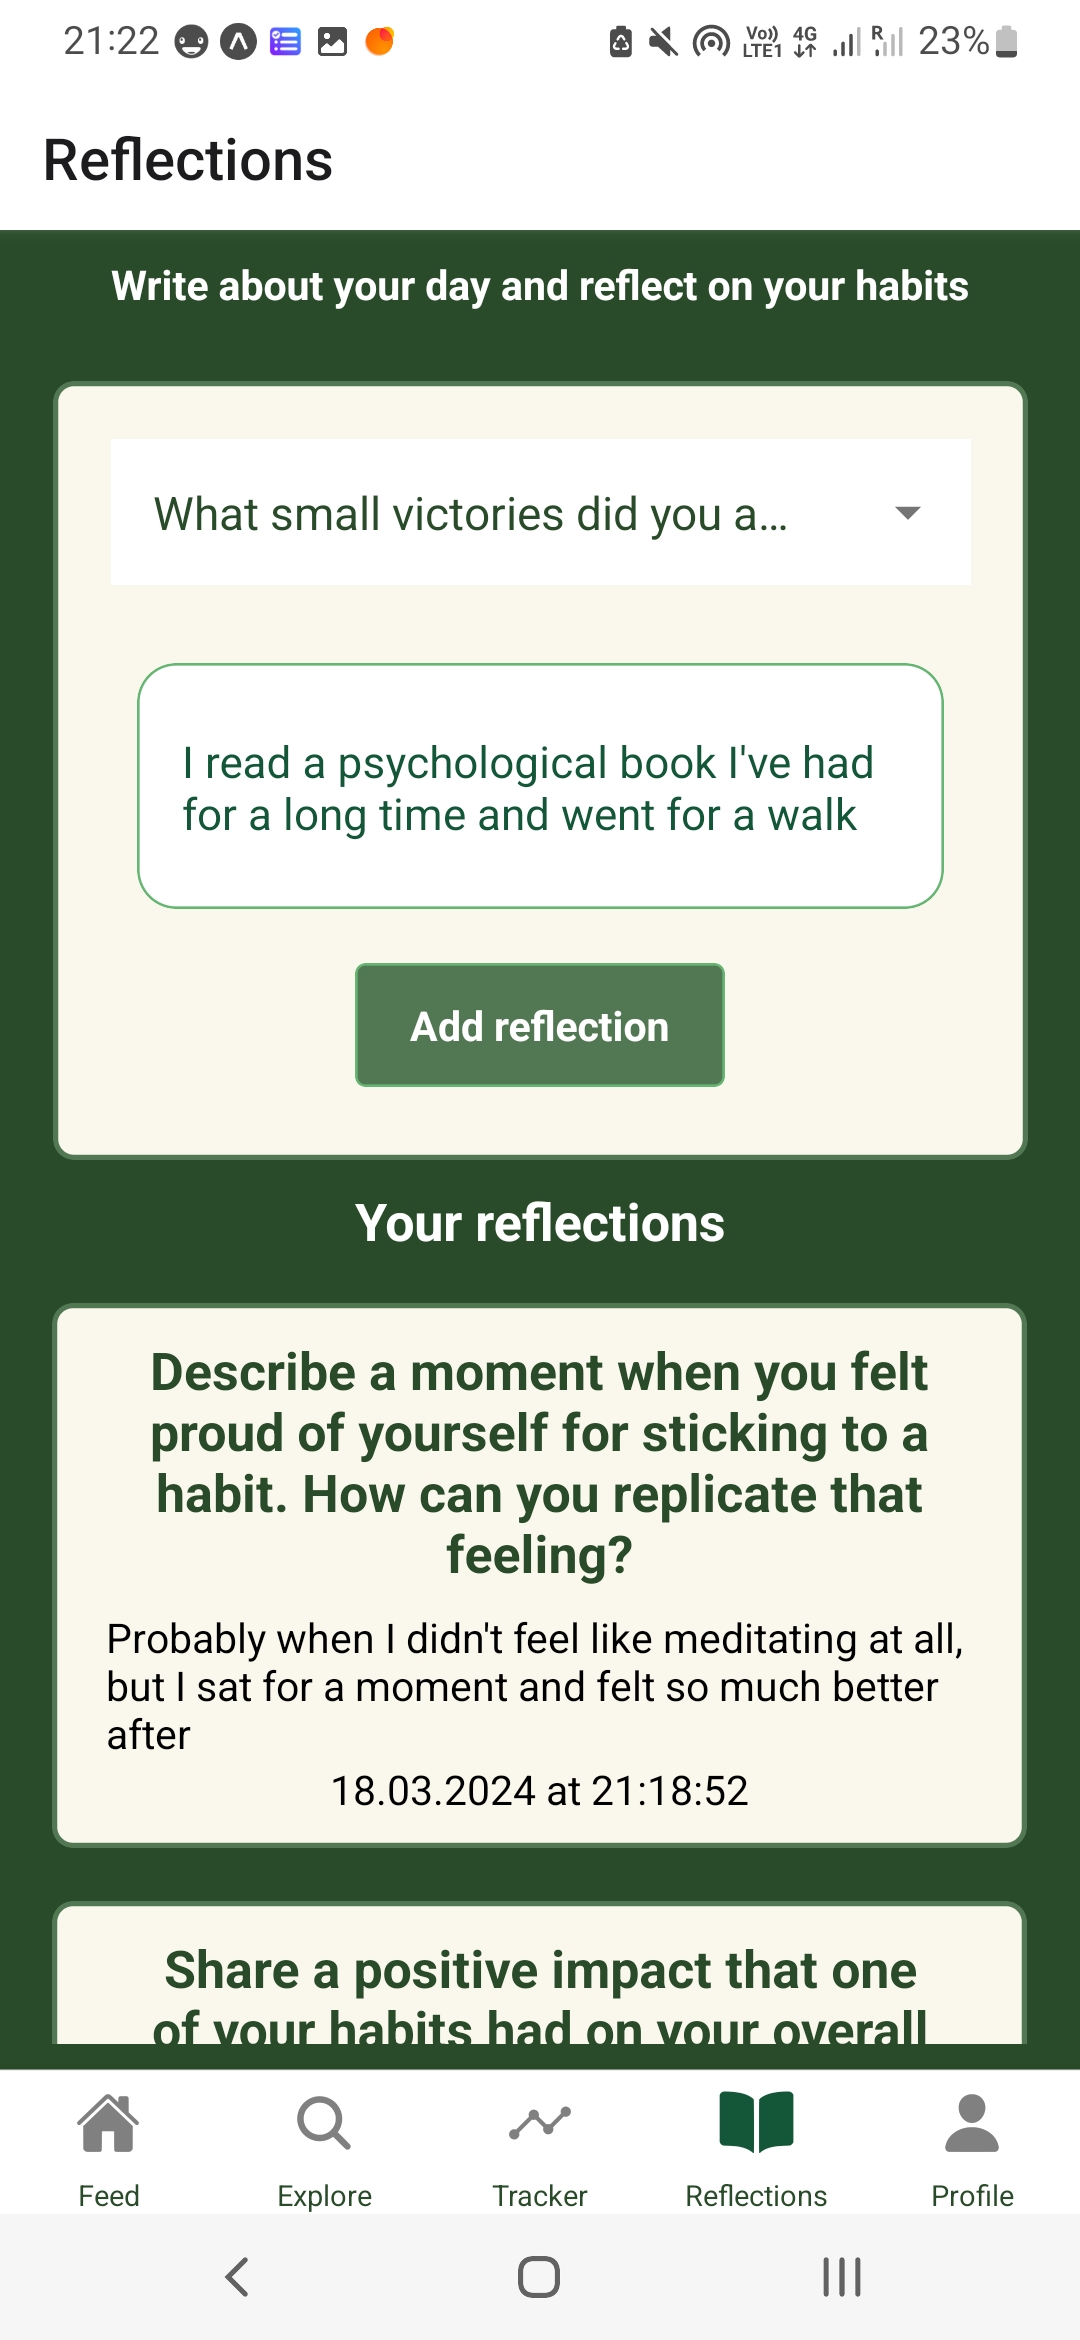 21:22
Vo)) 4G R 23%
LTE1
Reflections
Write about your day and reflect on your habits
What small victories did you a...
I read a psychological book I've had
for a long time and went for a walk
Add reflection
Your reflections
Describe a moment when you felt
proud of yourself for sticking to a
habit. How can you replicate that
feeling?
Probably when I didn't feel like meditating at all,
but I sat for a moment and felt so much better
after
18.03.2024 at 21:18:52
Share a positive impact that one
of your habits had on your overall
Feed Explore Tracker Reflections Profile